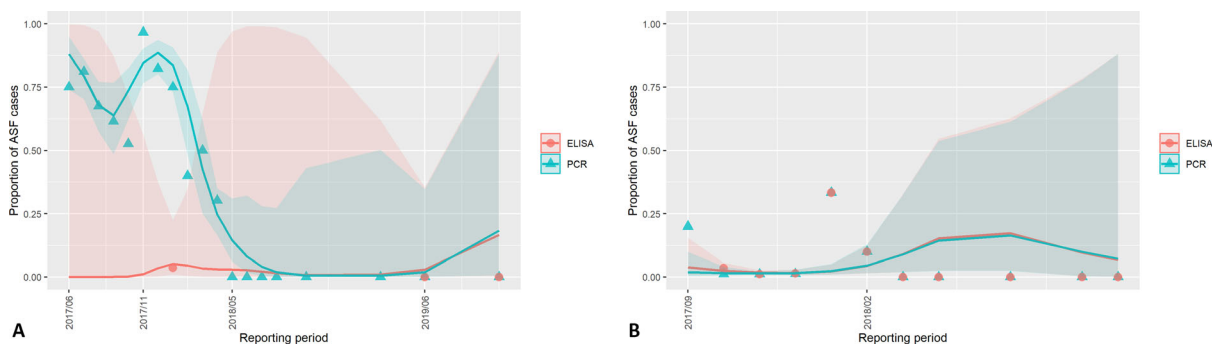 1.00
0.75
0.50
0.25
0.00
Proportion of ASF cases
2017/06
2017/11
2018/05
2019/06
Reporting period
ELISA
PCR
A
1.00
0.75
0.50
0.25
0.00
Proportion of ASF cases
2017/09
2018/02
Reporting period
ELISA
PCR
B